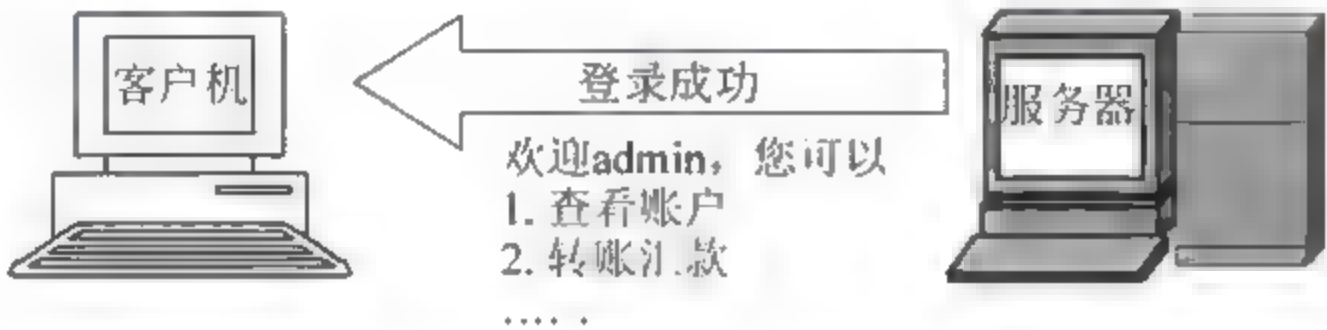 客户机
登录成功
服务器
欢迎admin，您可以
1. 查看账户
2. 转账汇款
.....